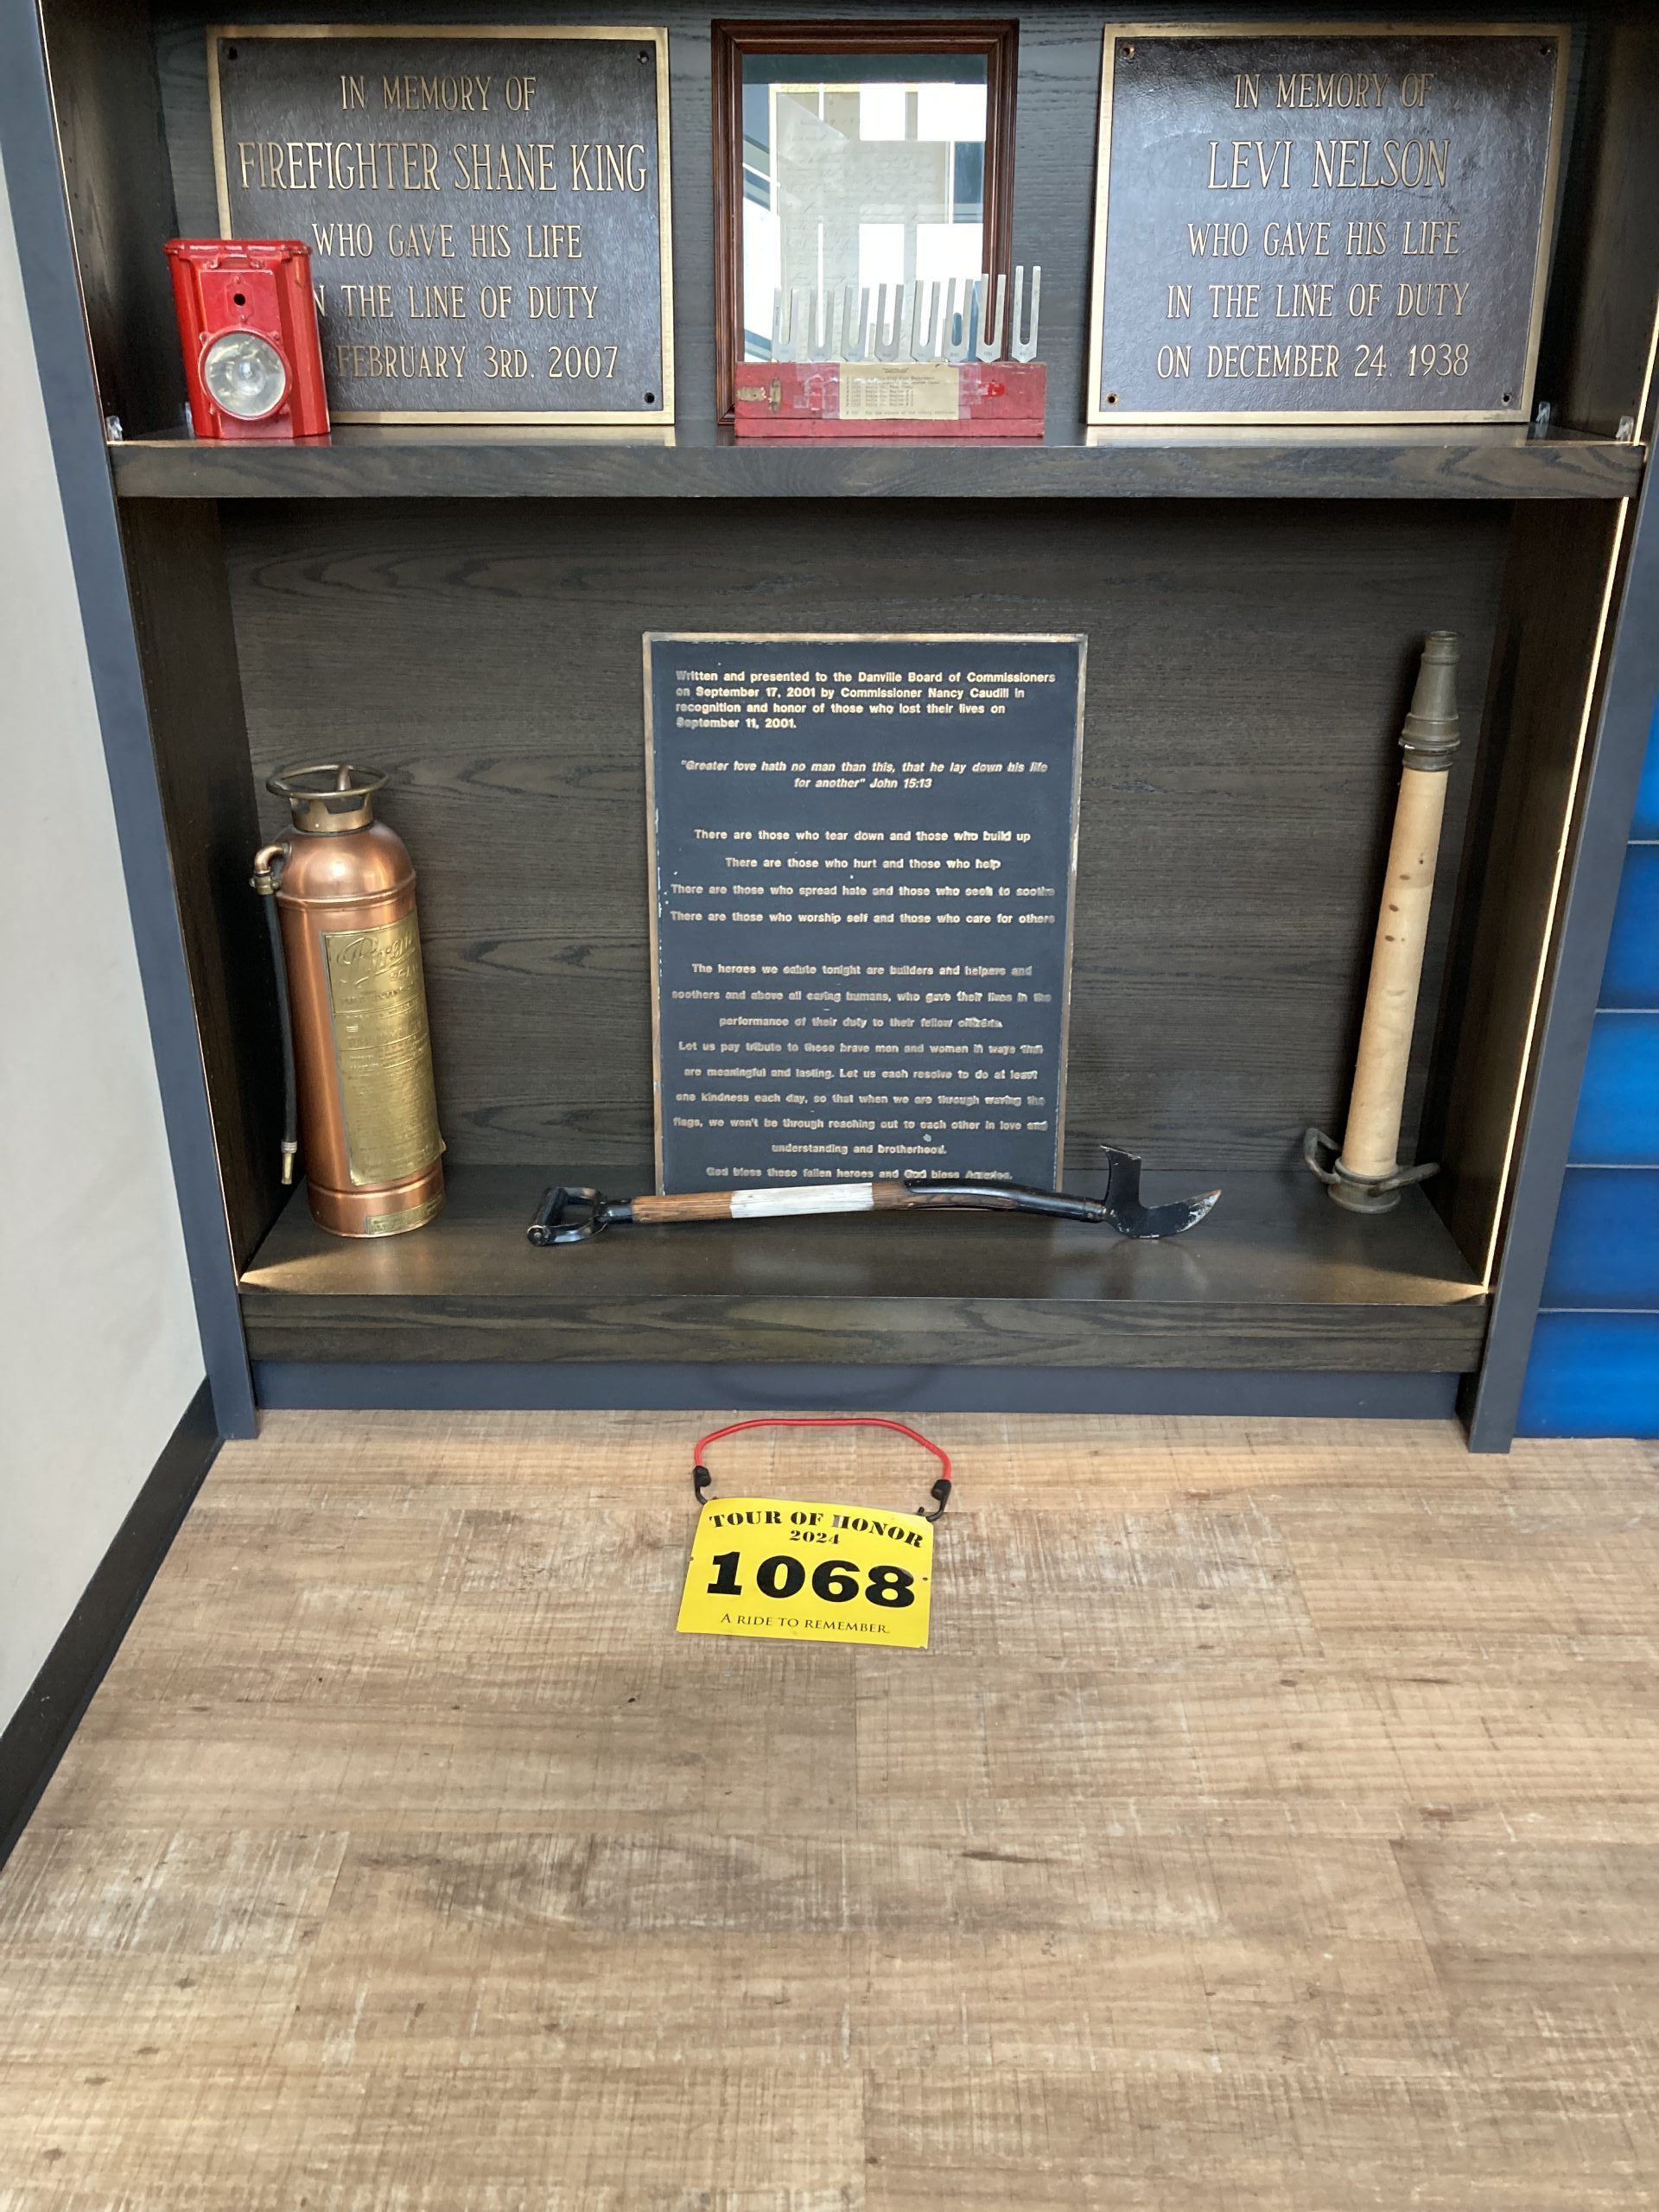 IN MEMORY OF
FIREFIGHTER SHANE KING
WHO GAVE HIS LIFE
N THE LINE OF DUTY
FEBRUARY 3RD, 2007
IN MEMORY OF
LEVI NELSON
WHO GAVE HIS LIFE
IN THE LINE OF DUTY
ON DECEMBER 24, 1938
Written and presented to the Danville Board of Commissioners
on September 17, 2001 by Commissioner Nancy Caudill in
recognition and honor of those who lost their lives on
September 11, 2001.
"Greater love hath no man than this, that he lay down his life
for another" John 15:13
There are those who tear down and those who build up
There are those who hurt and those who help
There are those who spread hate and those who seek to soothe
There are those who worship self and those who care for others
The heroes we salute tonight are builders and helpers and
soothers and above all caring humans, who gave their lives in the
performance of their duty to their fellow citizens.
Let us pay tribute to these brave men and women in ways that
are meaningful and lasting. Let us each resolve to do at least
one kindness each day, so that when we are through waving the
flags, we won't be through reaching out to each other in love and
understanding and brotherhood.
God bless these fallen heroes and God bless America.
TOUR OF HONOR
2024
1068
A RIDE TO REMEMBER.